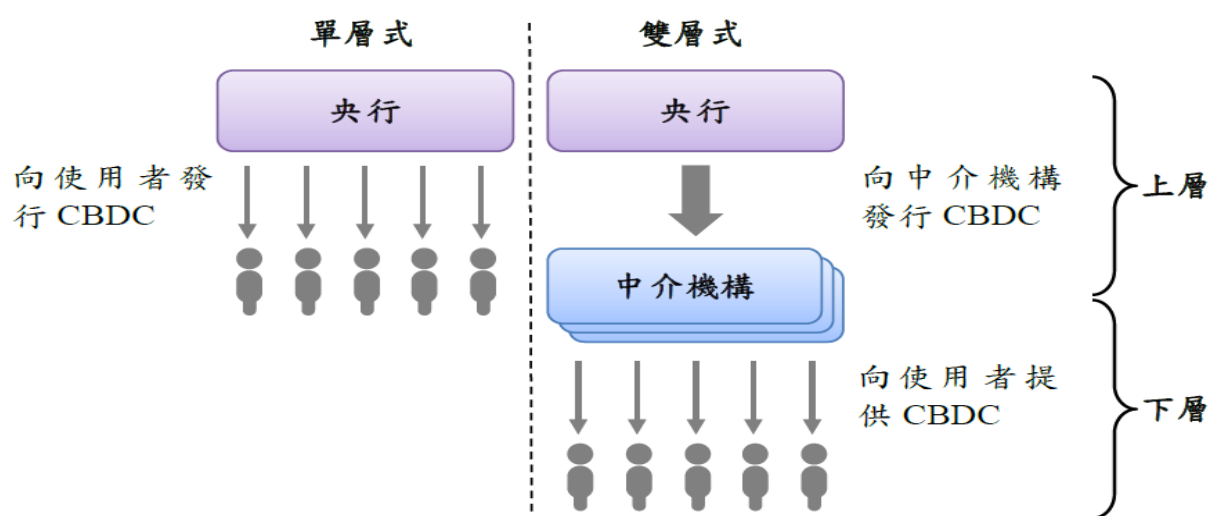 單層式
央行
向使用者發
行 CBDC
雙層式
央行
向中介機構
發行 CBDC
上層
中介機構
向使用者提
供 CBDC
下層